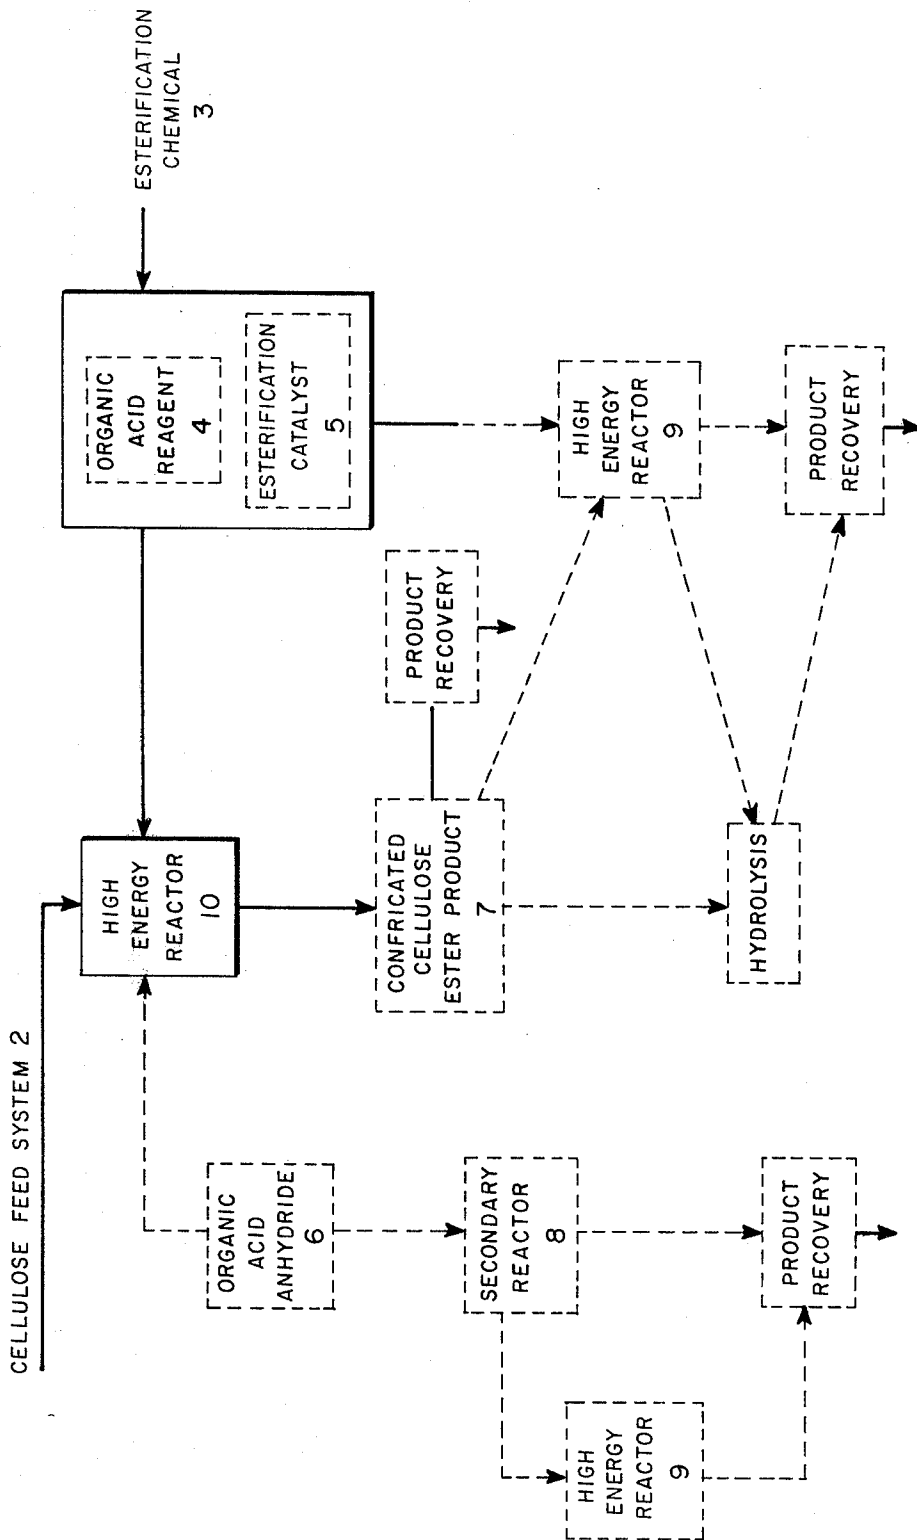 CELLULOSE FEED SYSTEM 2
HIGH
ENERGY
REACTOR
10
ESTERIFICATION
CHEMICAL
3
ORGANIC
ACID
REAGENT
4
ESTERIFICATION
CATALYST
5
ORGANIC
ACID
ANHYDRIDE
6
CONFRICATED
CELLULOSE
ESTER PRODUCT
7
PRODUCT
RECOVERY
SECONDARY
REACTOR
8
HIGH
ENERGY
REACTOR
9
HIGH
ENERGY
REACTOR
9
PRODUCT
RECOVERY
HYDROLYSIS
PRODUCT
RECOVERY